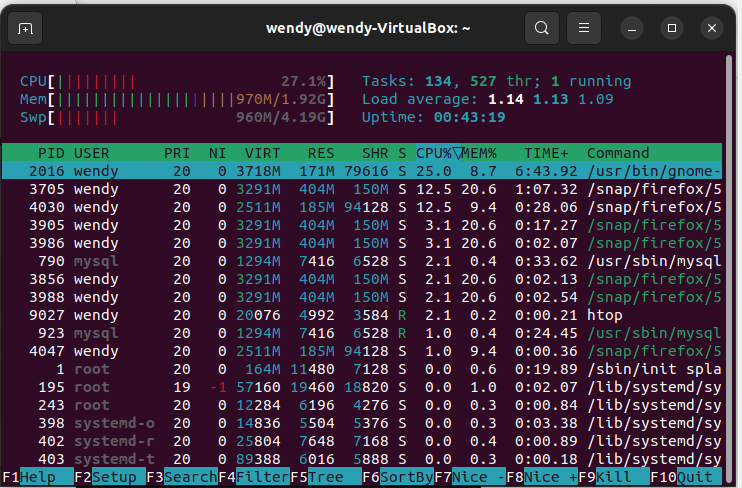 wendy@wendy-VirtualBox: ~
CPU[||||||||| 27.1%] Tasks: 134, 527 thr; 1 running
Mem[||||||||||||||||||||970M/1.92G] Load average: 1.14 1.13 1.09
Swp[||||||| 960M/4.19G] Uptime: 00:43:19
PID USER PRI NI VIRT RES SHR S CPU%▽MEM% TIME+ Command
2016 wendy 20 0 3718M 171M 79616 S 25.0 8.7 6:43.92 /usr/bin/gnome-
3705 wendy 20 0 3291M 404M 150M S 12.5 20.6 1:07.32 /snap/firefox/5
4030 wendy 20 0 2511M 185M 94128 S 12.5 9.4 0:28.06 /snap/firefox/5
3905 wendy 20 0 3291M 404M 150M S 3.1 20.6 0:17.27 /snap/firefox/5
3986 wendy 20 0 3291M 404M 150M S 3.1 20.6 0:02.07 /snap/firefox/5
790 mysql 20 0 1294M 7416 6528 S 2.1 0.4 0:33.62 /usr/sbin/mysql
3856 wendy 20 0 3291M 404M 150M S 2.1 20.6 0:02.13 /snap/firefox/5
3988 wendy 20 0 3291M 404M 150M S 2.1 20.6 0:02.54 /snap/firefox/5
9027 wendy 20 0 20076 4992 3584 R 2.1 0.2 0:00.21 htop
923 mysql 20 0 1294M 7416 6528 R 1.0 0.4 0:24.45 /usr/sbin/mysql
4047 wendy 20 0 2511M 185M 94128 S 1.0 9.4 0:00.36 /snap/firefox/5
1 root 20 0 164M 11480 7128 S 0.0 0.6 0:19.89 /sbin/init spla
195 root 19 -1 57160 19460 18820 S 0.0 1.0 0:02.07 /lib/systemd/sy
243 root 20 0 12284 6196 4276 S 0.0 0.3 0:00.84 /lib/systemd/sy
398 systemd-o 20 0 14836 5504 5376 S 0.0 0.3 0:03.38 /lib/systemd/sy
402 systemd-r 20 0 25804 7648 7168 S 0.0 0.4 0:00.89 /lib/systemd/sy
403 systemd-t 20 0 89388 6016 5888 S 0.0 0.3 0:00.18 /lib/systemd/sy
F1Help F2Setup F3SearchF4FilterF5Tree F6SortByF7Nice -F8Nice +F9Kill F10Quit